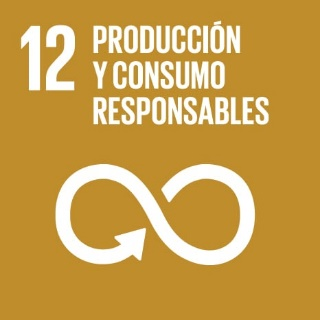 12 PRODUCCIÓN
Y CONSUMO
RESPONSABLES